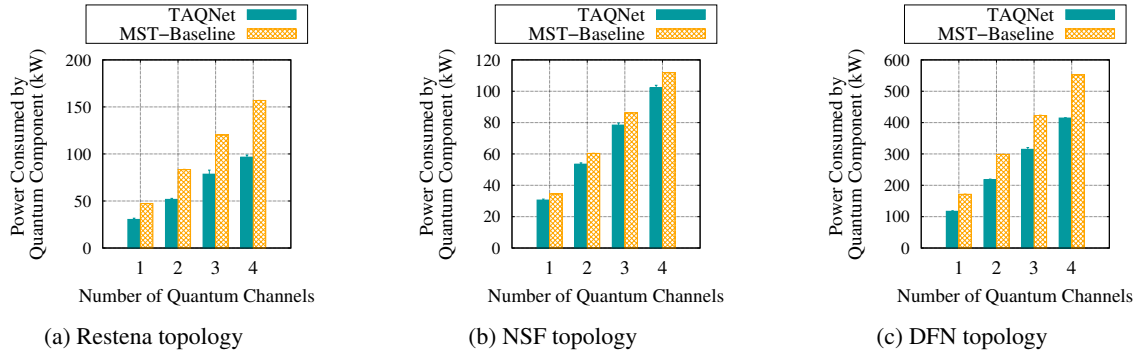 TAQNet
MST−Baseline
Power Consumed by
Quantum Component (kW)
200
150
100
50
0
1 2 3 4
Number of Quantum Channels
(a) Restena topology
TAQNet
MST−Baseline
Power Consumed by
Quantum Component (kW)
120
100
80
60
40
20
0
1 2 3 4
Number of Quantum Channels
(b) NSF topology
TAQNet
MST−Baseline
Power Consumed by
Quantum Component (kW)
600
500
400
300
200
100
0
1 2 3 4
Number of Quantum Channels
(c) DFN topology